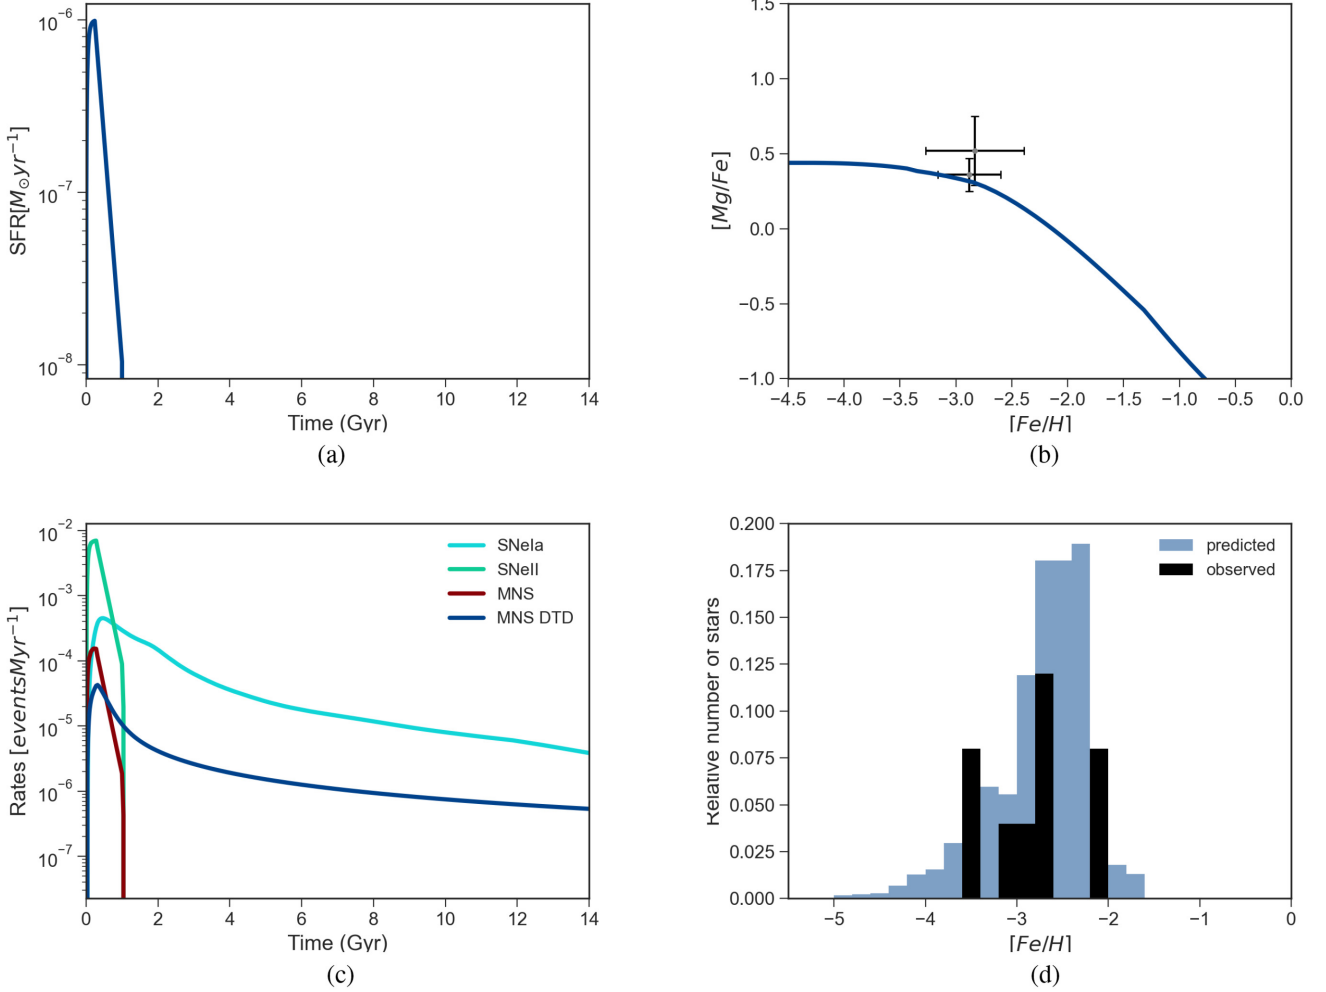 10⁻⁶
10⁻⁷
10⁻⁸
SFR[M⊙yr⁻¹]
0 2 4 6 8 10 12 14
Time (Gyr)
(a)
1.5
1.0
0.5
0.0
−0.5
−1.0
[Mg/Fe]
−4.5 −4.0 −3.5 −3.0 −2.5 −2.0 −1.5 −1.0 −0.5 0.0
[Fe/H]
(b)
10⁻²
10⁻³
10⁻⁴
10⁻⁵
10⁻⁶
10⁻⁷
Rates [eventsMyr⁻¹]
SNeIa
SNeII
MNS
MNS DTD
0 2 4 6 8 10 12 14
Time (Gyr)
(c)
0.200
0.175
0.150
0.125
0.100
0.075
0.050
0.025
0.000
Relative number of stars
predicted
observed
−5 −4 −3 −2 −1 0
[Fe/H]
(d)